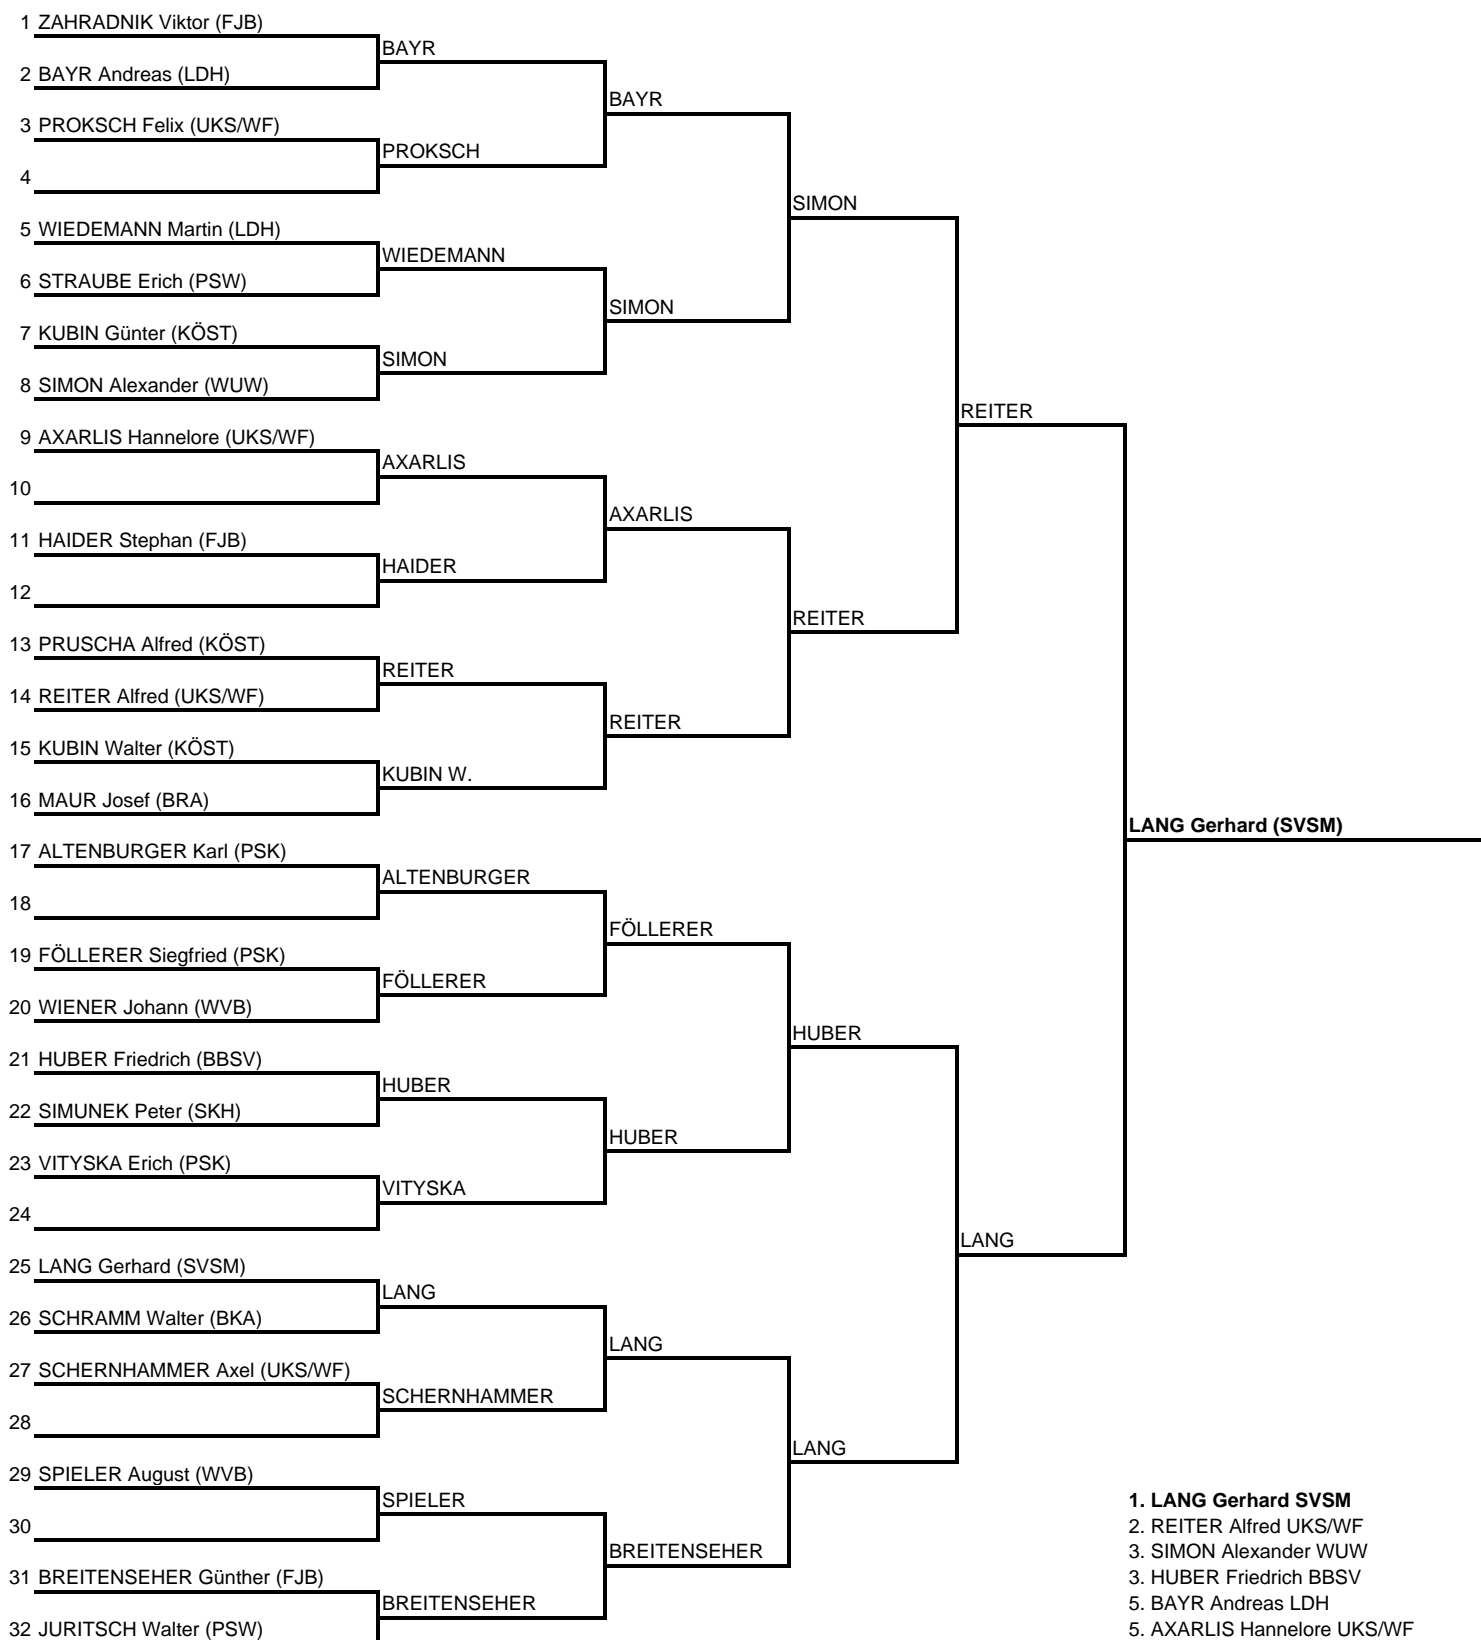 1 ZAHRADNIK Viktor (FJB)
BAYR
2 BAYR Andreas (LDH)
BAYR
3 PROKSCH Felix (UKS/WF)
PROKSCH
4
SIMON
5 WIEDEMANN Martin (LDH)
WIEDEMANN
6 STRAUBE Erich (PSW)
SIMON
7 KUBIN Günter (KÖST)
SIMON
8 SIMON Alexander (WUW)
REITER
9 AXARLIS Hannelore (UKS/WF)
AXARLIS
10
AXARLIS
11 HAIDER Stephan (FJB)
HAIDER
12
REITER
13 PRUSCHA Alfred (KÖST)
REITER
14 REITER Alfred (UKS/WF)
REITER
15 KUBIN Walter (KÖST)
KUBIN W.
16 MAUR Josef (BRA)
LANG Gerhard (SVSM)
17 ALTENBURGER Karl (PSK)
ALTENBURGER
18
FÖLLERER
19 FÖLLERER Siegfried (PSK)
FÖLLERER
20 WIENER Johann (WVB)
HUBER
21 HUBER Friedrich (BBSV)
HUBER
22 SIMUNEK Peter (SKH)
HUBER
23 VITYSKA Erich (PSK)
VITYSKA
24
LANG
25 LANG Gerhard (SVSM)
LANG
26 SCHRAMM Walter (BKA)
LANG
27 SCHERNHAMMER Axel (UKS/WF)
SCHERNHAMMER
28
LANG
29 SPIELER August (WVB)
SPIELER
30
BREITENSEHER
31 BREITENSEHER Günther (FJB)
BREITENSEHER
32 JURITSCH Walter (PSW)
1. LANG Gerhard SVSM
2. REITER Alfred UKS/WF
3. SIMON Alexander WUW
3. HUBER Friedrich BBSV
5. BAYR Andreas LDH
5. AXARLIS Hannelore UKS/WF